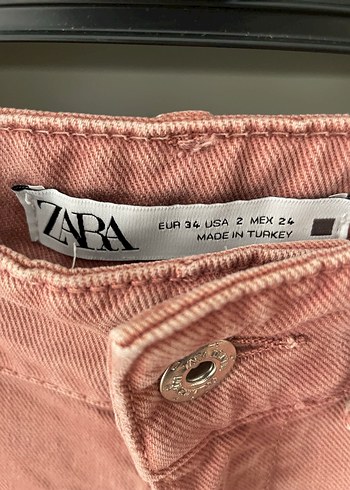 ZARA
EUR 34 USA 2 MEX 24
MADE IN TURKEY